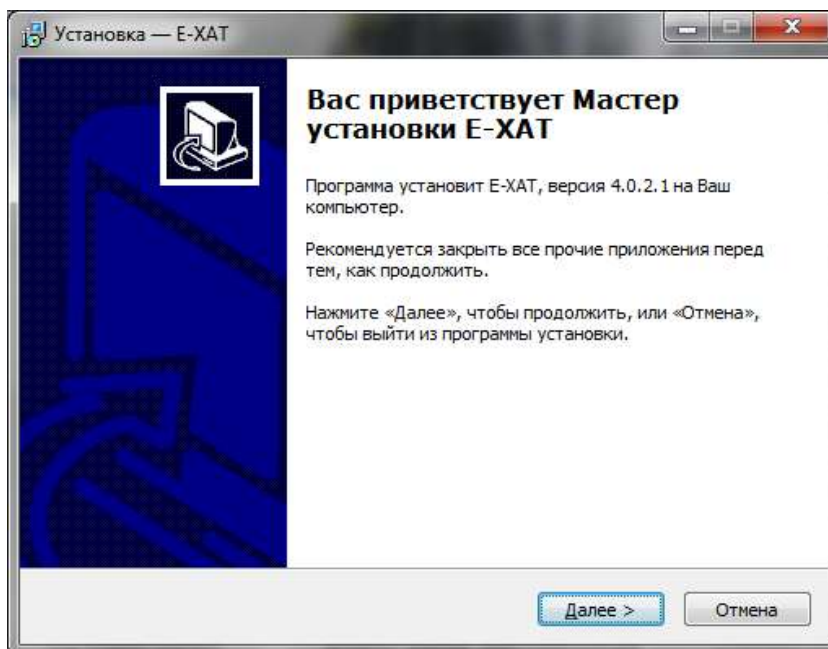 Установка — E-XAT
Вас приветствует Мастер
установки E-XAT
Программа установит E-XAT, версия 4.0.2.1 на Ваш
компьютер.
Рекомендуется закрыть все прочие приложения перед
тем, как продолжить.
Нажмите «Далее», чтобы продолжить, или «Отмена»,
чтобы выйти из программы установки.
Далее > Отмена